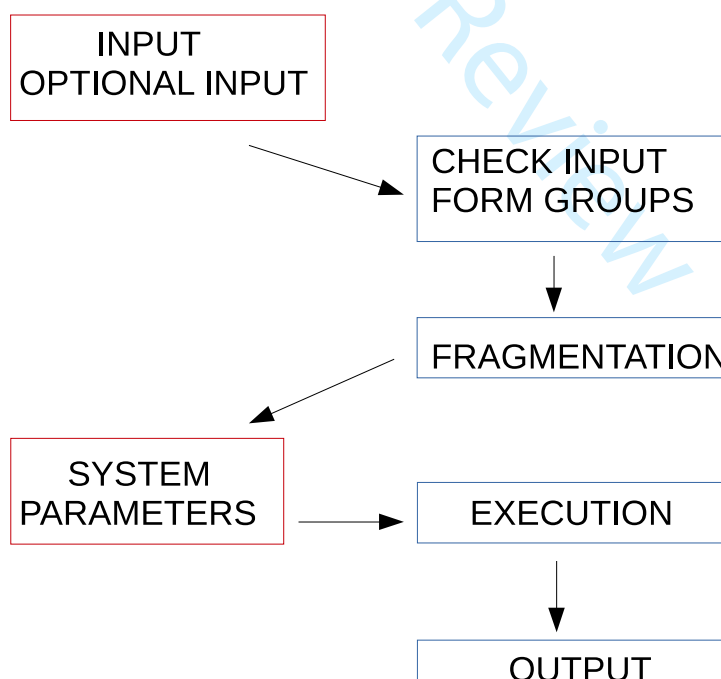 INPUT
OPTIONAL INPUT
Review
CHECK INPUT
FORM GROUPS
FRAGMENTATION
SYSTEM
PARAMETERS
EXECUTION
OUTPUT